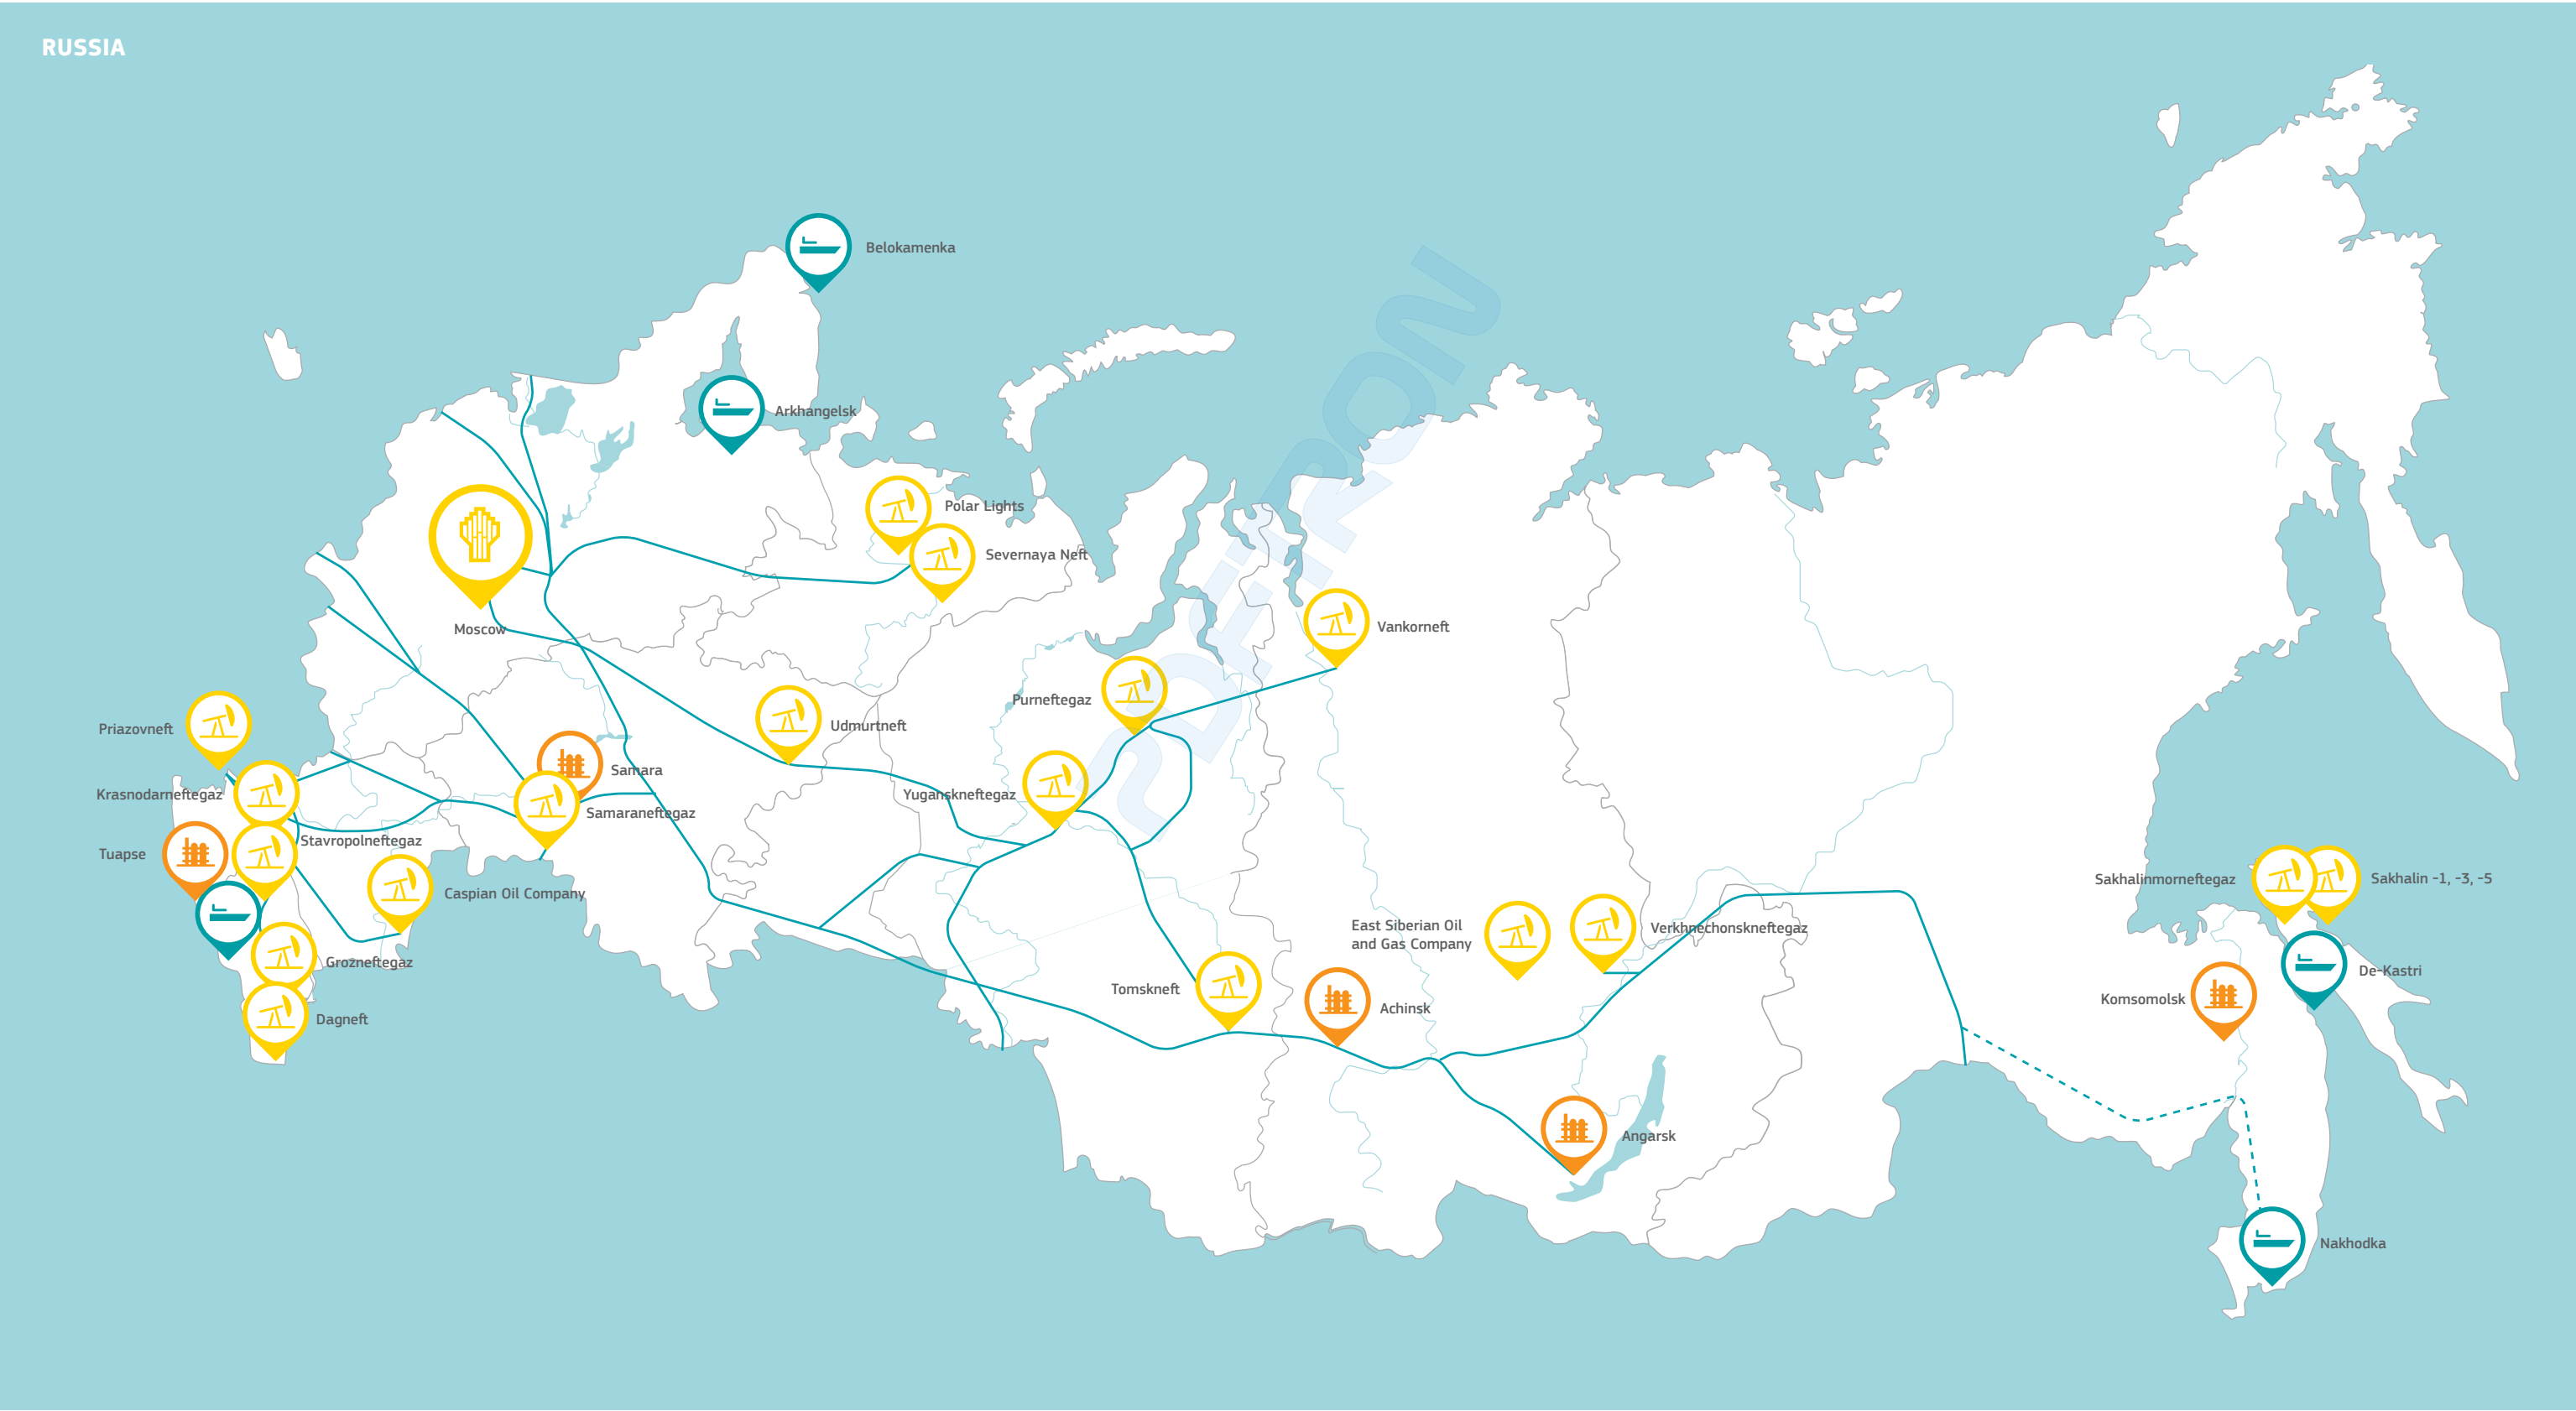 RUSSIA
Belokamenka
Arkhangelsk
Polar Lights
Severnaya Neft
Moscow
Vankorneft
Purneftegaz
Udmurtneft
Priazovneft
Samara
Krasnodarneftegaz
Yuganskneftegaz
Samaraneftegaz
Stavropolneftegaz
Tuapse
Caspian Oil Company
Sakhalinmorneftegaz
Sakhalin -1, -3, -5
East Siberian Oil
and Gas Company
Verkhnechonskneftegaz
Grozneftegaz
De-Kastri
Tomskneft
Komsomolsk
Achinsk
Dagneft
Angarsk
Nakhodka